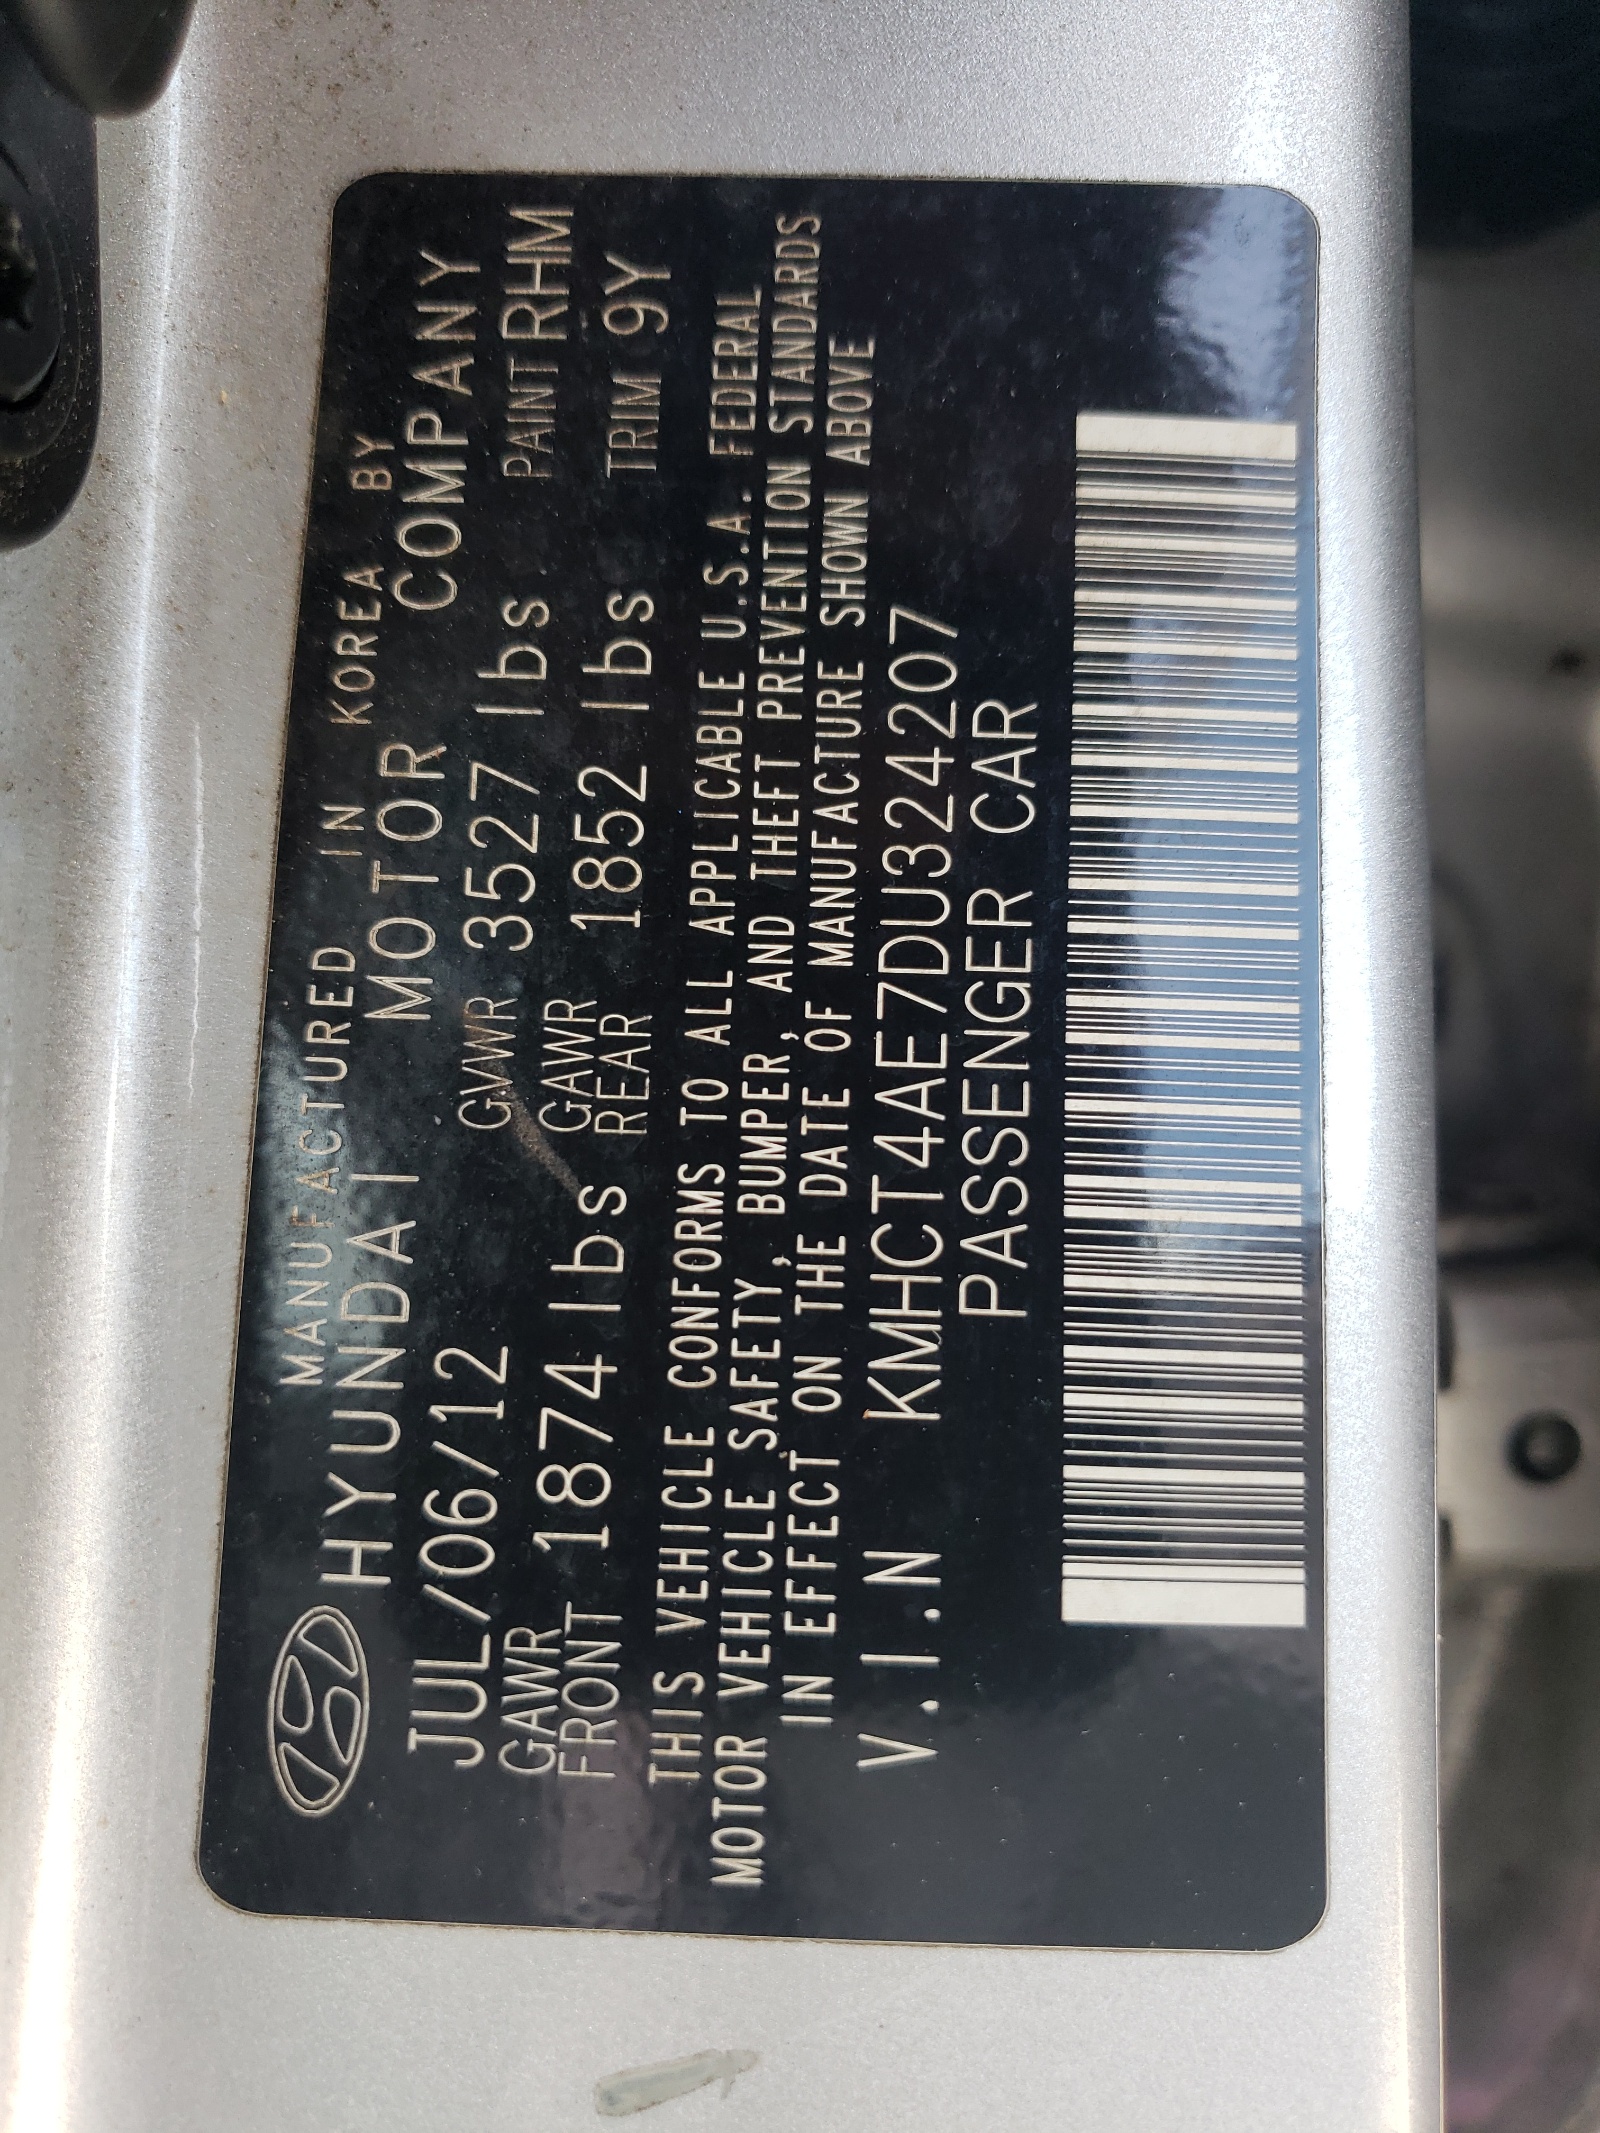 MANUFACTURED IN KOREA BY
HYUNDAI MOTOR COMPANY
JUL/06/12 GVWR 3527 lbs PAINT RHM
GAWR FRONT 1874 lbs GAWR REAR 1852 lbs TRIM 9Y
THIS VEHICLE CONFORMS TO ALL APPLICABLE U.S.A. FEDERAL
MOTOR VEHICLE SAFETY, BUMPER, AND THEFT PREVENTION STANDARDS
IN EFFECT ON THE DATE OF MANUFACTURE SHOWN ABOVE
V.I.N KMHCT4AE7DU324207
PASSENGER CAR